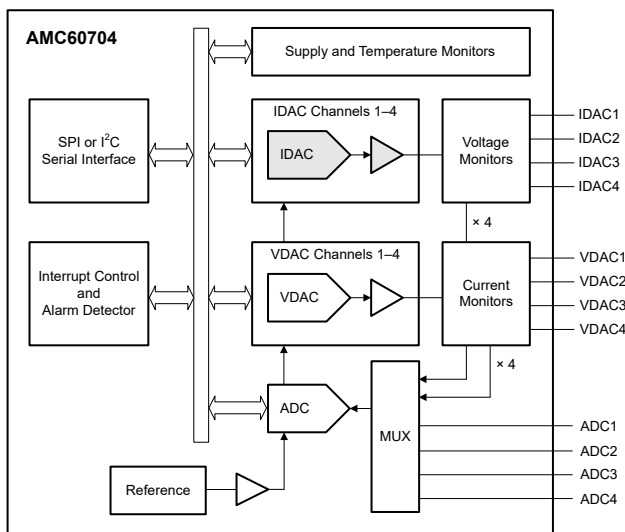 AMC60704
Supply and Temperature Monitors
SPI or I²C
Serial Interface
IDAC Channels 1–4
IDAC
Voltage
Monitors
IDAC1
IDAC2
IDAC3
IDAC4
× 4
Interrupt Control
and
Alarm Detector
VDAC Channels 1–4
VDAC
Current
Monitors
VDAC1
VDAC2
VDAC3
VDAC4
× 4
ADC
MUX
ADC1
ADC2
ADC3
ADC4
Reference